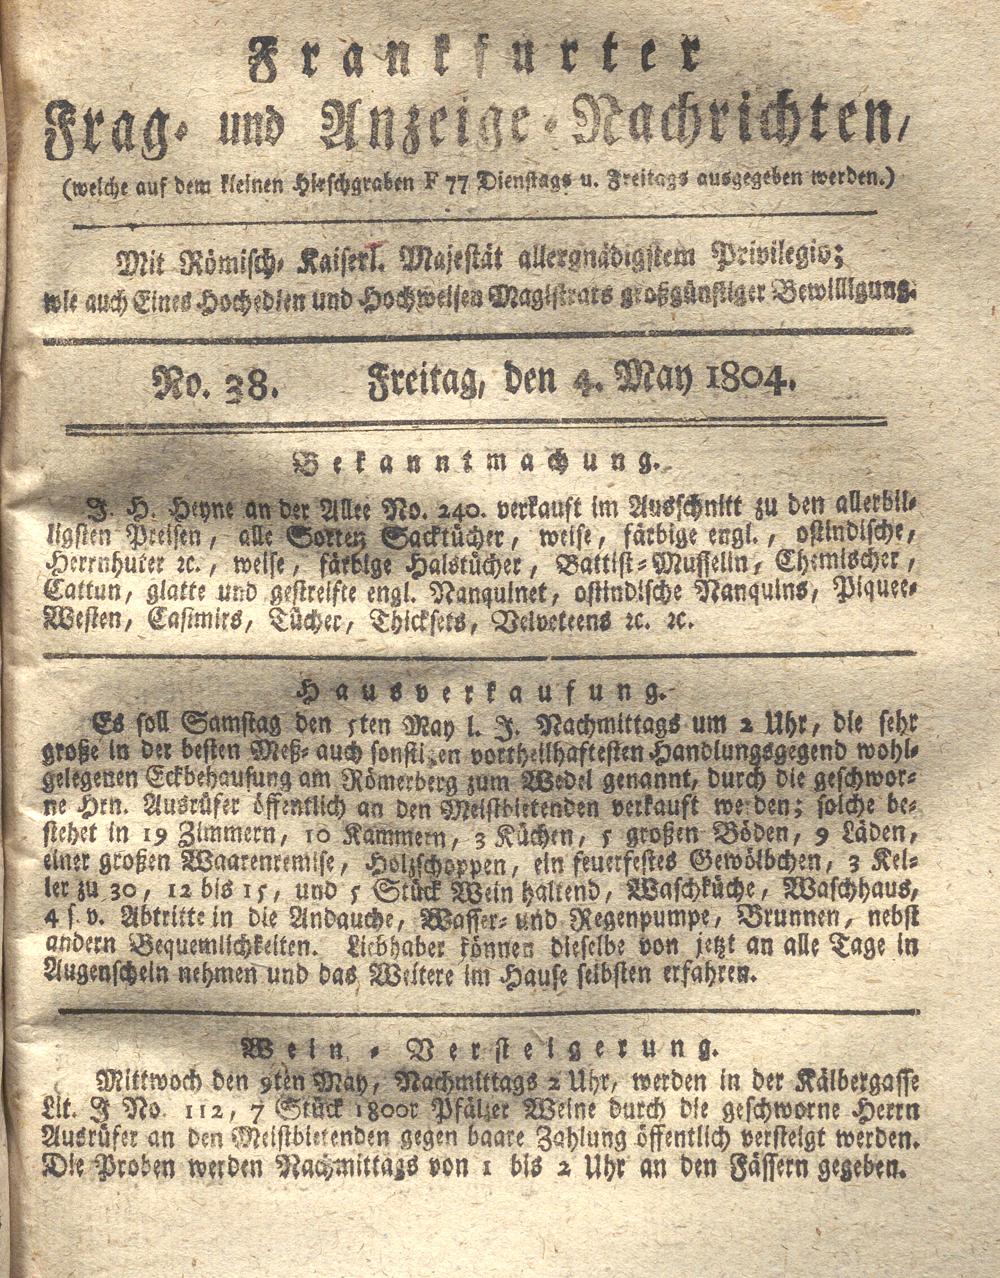 Frankfurter
Frag- und Anzeige-Nachrichten,
(welche auf dem kleinen Hirschgraben F 77 Dienstags u. Freitags ausgegeben werden.)
Mit Römisch- Kaiserl. Majestät allergnädigstem Privilegio;
wie auch Eines Hochedlen und Hochweisen Magistrats großgünstiger Bewilligung.
No. 38. Freitag, den 4. May 1804.
Bekanntmachung.
J. H. Heyne an der Allee No. 240. verkauft im Ausschnitt zu den allerbil-
ligsten Preisen, alle Sorten Sacktücher, weise, färbige engl., ostindische,
Herrnhuter ꝛc., weise, färbige Halstücher, Battist-Musselin, Chemischer,
Cattun, glatte und gestreifte engl. Nanquinet, ostindische Nanquins, Piquee-
Westen, Casimirs, Tücher, Thicksets, Velveteens ꝛc. ꝛc.
Hausverkaufung.
Es soll Samstag den 5ten May l. J. Nachmittags um 2 Uhr, die sehr
große in der besten Meß- auch sonstigen vortheilhaftesten Handlungsgegend wohl-
gelegenen Eckbehausung am Römerberg zum Wedel genannt, durch die geschwor-
ne Hrn. Ausrüfer öffentlich an den Meistbietenden verkauft werden; solche be-
stehet in 19 Zimmern, 10 Kammern, 3 Küchen, 5 großen Böden, 9 Läden,
einer großen Waarenremise, Holzschoppen, ein feuerfestes Gewölbchen, 3 Kel-
ler zu 30, 12 bis 15, und 5 Stück Wein haltend, Waschküche, Waschhaus,
4 s. v. Abtritte in die Andauche, Wasser- und Regenpumpe, Brunnen, nebst
andern Bequemlichkeiten. Liebhaber können dieselbe von jetzt an alle Tage in
Augenschein nehmen und das Weitere im Hause selbsten erfahren.
Wein-Versteigerung.
Mittwoch den 9ten May, Nachmittags 2 Uhr, werden in der Kälbergasse
Lit. J No. 112, 7 Stück 1800r Pfälzer Weine durch die geschworne Herrn
Ausrüfer an den Meistbietenden gegen baare Zahlung öffentlich versteigt werden.
Die Proben werden Nachmittags von 1 bis 2 Uhr an den Fässern gegeben.